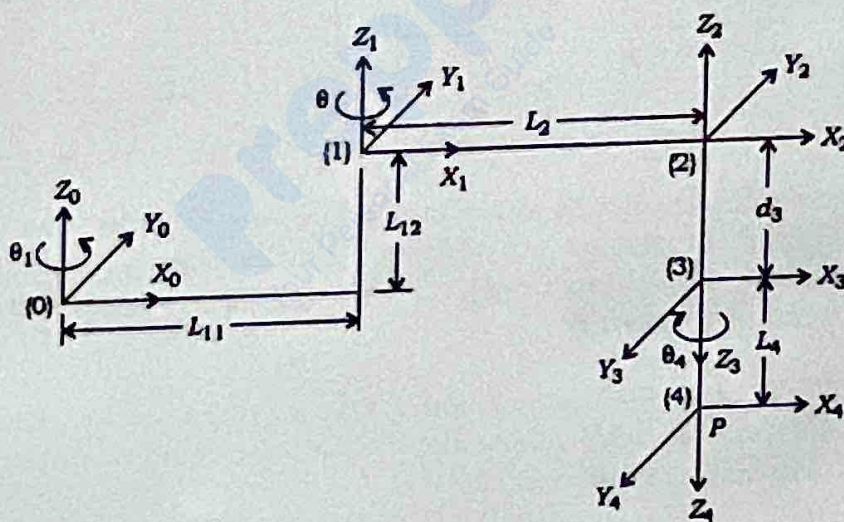 Z₁
Z₂
Y₁
Y₂
θ
L₂
{1}
X₁
{2}
X₂
Z₀
θ₁
Y₀
X₀
L₁₂
d₃
{0}
L₁₁
{3}
X₃
Y₃
θ₄
Z₃
L₄
{4}
P
X₄
Y₄
Z₄